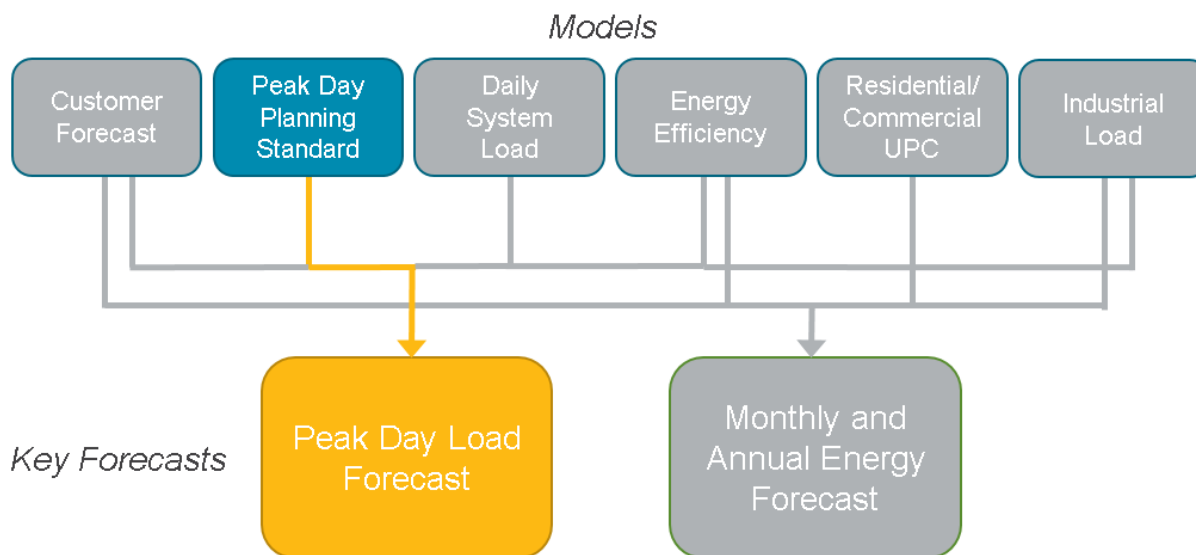 Models
Customer
Forecast
Peak Day
Planning
Standard
Daily
System
Load
Energy
Efficiency
Residential/
Commercial
UPC
Industrial
Load
Key Forecasts
Peak Day Load
Forecast
Monthly and
Annual Energy
Forecast